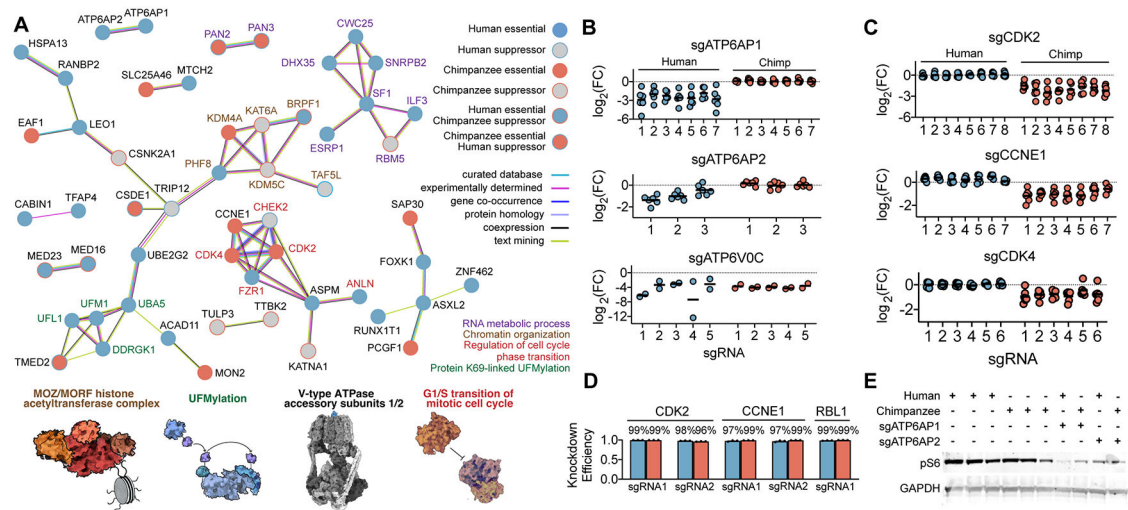 A
ATP6AP2
ATP6AP1
HSPA13
RANBP2
PAN2
PAN3
SLC25A46
MTCH2
EAF1
LEO1
CSNK2A1
CWC25
DHX35
SNRPB2
SF1
ILF3
ESRP1
RBM5
KDM4A
KAT6A
BRPF1
PHF8
KDM5C
TAF5L
CSDE1
TRIP12
CABIN1
TFAP4
MED23
MED16
UBE2G2
CCNE1
CHEK2
CDK4
CDK2
FZR1
ASPM
ANLN
TTBK2
TULP3
KATNA1
SAP30
FOXK1
ZNF462
ASXL2
RUNX1T1
PCGF1
UFM1
UBA5
UFL1
DDRGK1
ACAD11
TMED2
MON2
Human essential
Human suppressor
Chimpanzee essential
Chimpanzee suppressor
Human essential
Chimpanzee suppressor
Chimpanzee essential
Human suppressor
curated database
experimentally determined
gene co-occurrence
protein homology
coexpression
text mining
RNA metabolic process
Chromatin organization
Regulation of cell cycle
phase transition
Protein K69-linked UFMylation
MOZ/MORF histone
acetyltransferase complex
UFMylation
V-type ATPase
accessory subunits 1/2
G1/S transition of
mitotic cell cycle
B
sgATP6AP1
Human
Chimp
log2(FC)
0
-3
-6
1 2 3 4 5 6 7 1 2 3 4 5 6 7
sgATP6AP2
log2(FC)
0
-2
1 2 3 1 2 3
sgATP6V0C
log2(FC)
0
-4
-8
-12
1 2 3 4 5 1 2 3 4 5
sgRNA
C
sgCDK2
Human
Chimp
log2(FC)
0
-3
-6
1 2 3 4 5 6 7 8 1 2 3 4 5 6 7 8
sgCCNE1
log2(FC)
0
-2
1 2 3 4 5 6 7 1 2 3 4 5 6 7
sgCDK4
log2(FC)
0
-2
1 2 3 4 5 6 1 2 3 4 5 6
sgRNA
D
CDK2 CCNE1 RBL1
99%99% 98%96% 97%99% 97%99% 99%99%
Knockdown
Efficiency
1.0
0.5
0.0
sgRNA1 sgRNA2 sgRNA1 sgRNA2 sgRNA1
E
Human + + + - - - + - + -
Chimpanzee - - - + + + - + - +
sgATP6AP1 - - - - - - + + - -
sgATP6AP2 - - - - - - - - + +
pS6
GAPDH